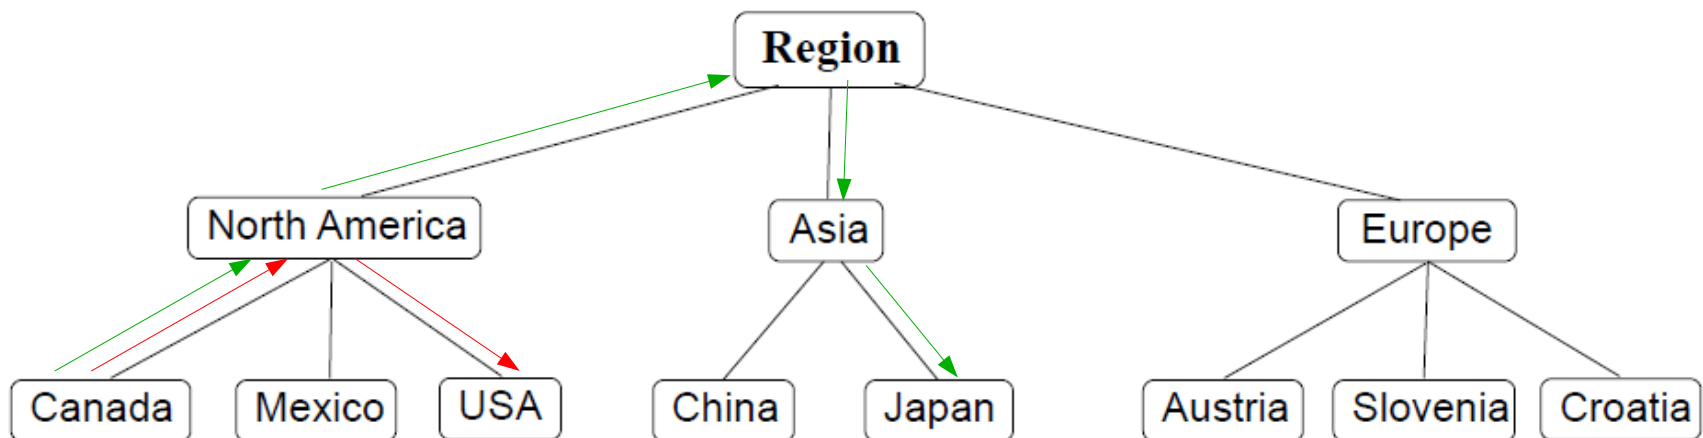 Region
North America
Asia
Europe
Canada
Mexico
USA
China
Japan
Austria
Slovenia
Croatia